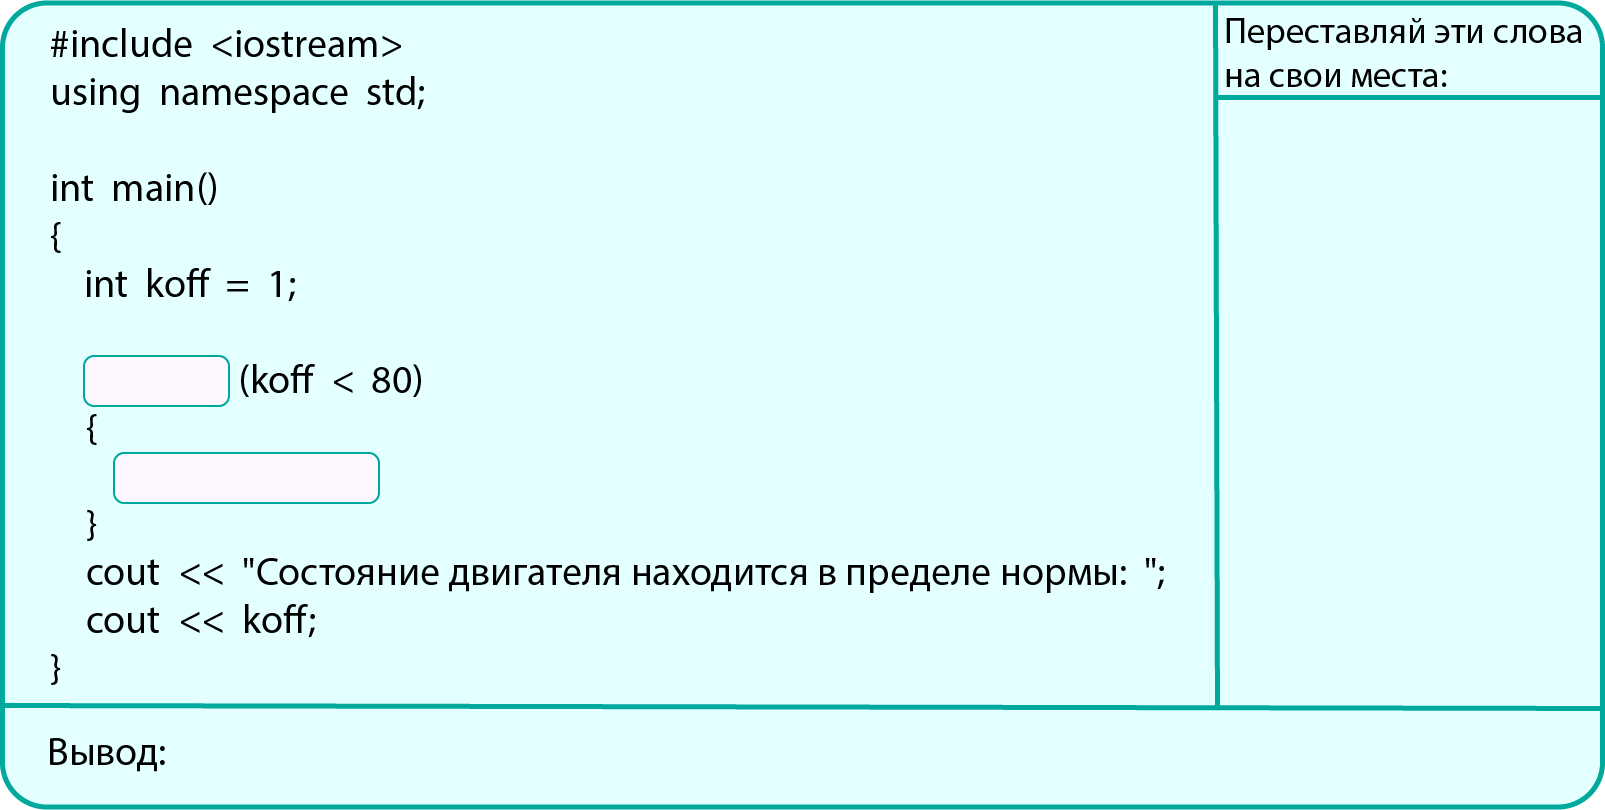 #include <iostream>
using namespace std;
int main()
{
int koff = 1;
(koff < 80)
{
}
cout << "Состояние двигателя находится в пределе нормы: ";
cout << koff;
}
Переставляй эти слова
на свои места:
Вывод: